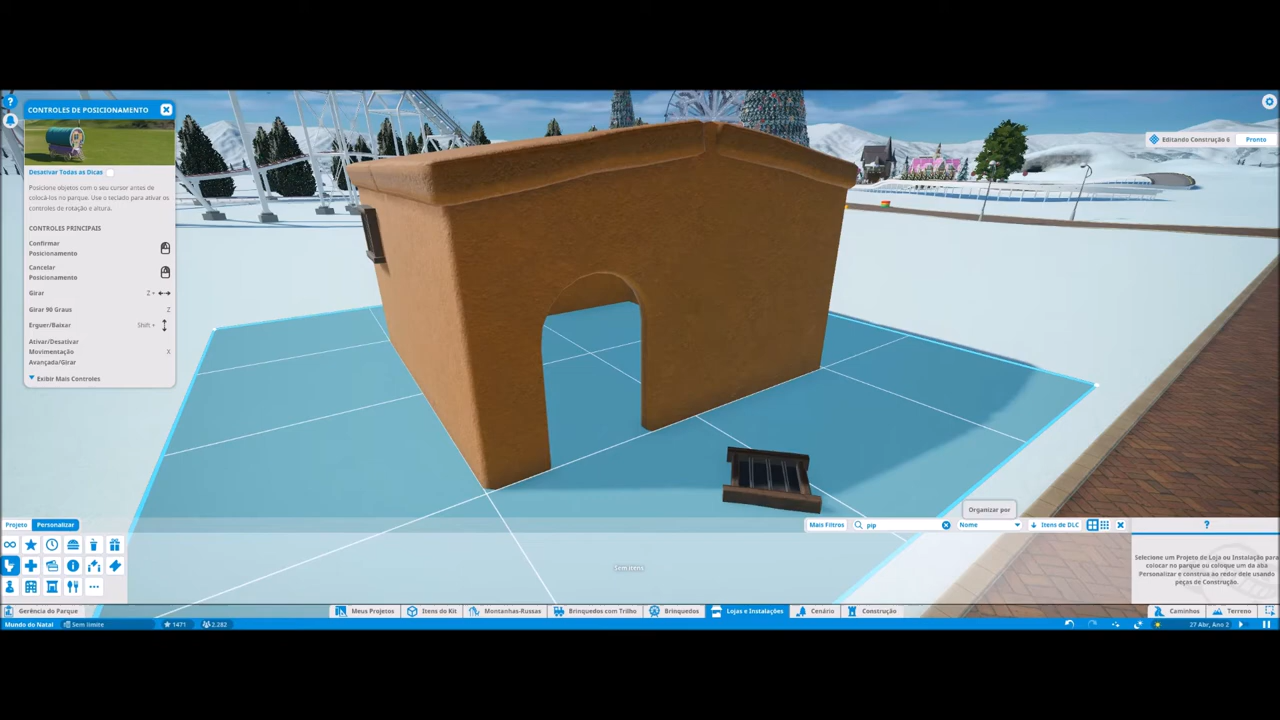 ?
CONTROLES DE POSICIONAMENTO
Desativar Todas as Dicas
Posicione objetos com o seu cursor antes de
colocá-los no parque. Use o teclado para ativar os
controles de rotação e altura.
CONTROLES PRINCIPAIS
Confirmar
Posicionamento
Cancelar
Posicionamento
Girar Z +
Girar 90 Graus Z
Erguer/Baixar Shift +
Ativar/Desativar
Movimentação X
Avançada/Girar
Exibir Mais Controles
Editando Construção 6 Pronto
Organizar por
Projeto Personalizar
Mais Filtros pip Nome Itens de DLC ?
Sem itens
Selecione um Projeto de Loja ou Instalação para
colocar no parque ou coloque um da aba
Personalizar e construa ao redor dele usando
peças de Construção.
Gerência do Parque Meus Projetos Itens do Kit Montanhas-Russas Brinquedos com Trilho Brinquedos Lojas e Instalações Cenário Construção Caminhos Terreno
Mundo do Natal Sem limite 1471 2.282 27 Abr, Ano 2